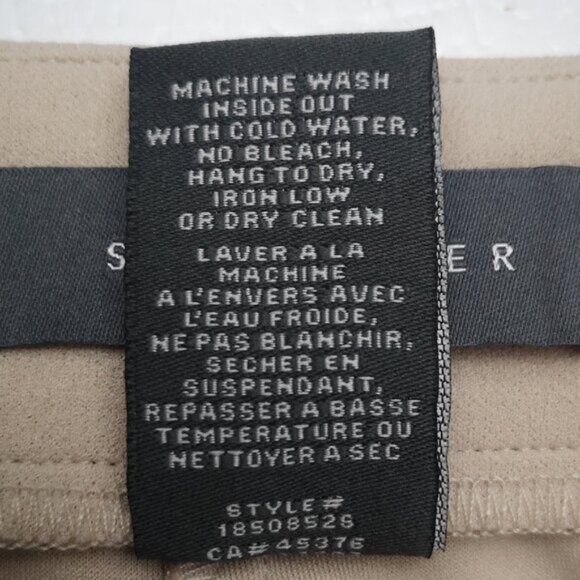 MACHINE WASH
INSIDE OUT
WITH COLD WATER,
NO BLEACH,
HANG TO DRY,
IRON LOW
OR DRY CLEAN
LAVER A LA
MACHINE
A L'ENVERS AVEC
L'EAU FROIDE,
NE PAS BLANCHIR,
SECHER EN
SUSPENDANT,
REPASSER A BASSE
TEMPERATURE OU
NETTOYER A SEC
STYLE#
18508528
CA#45376
S ER